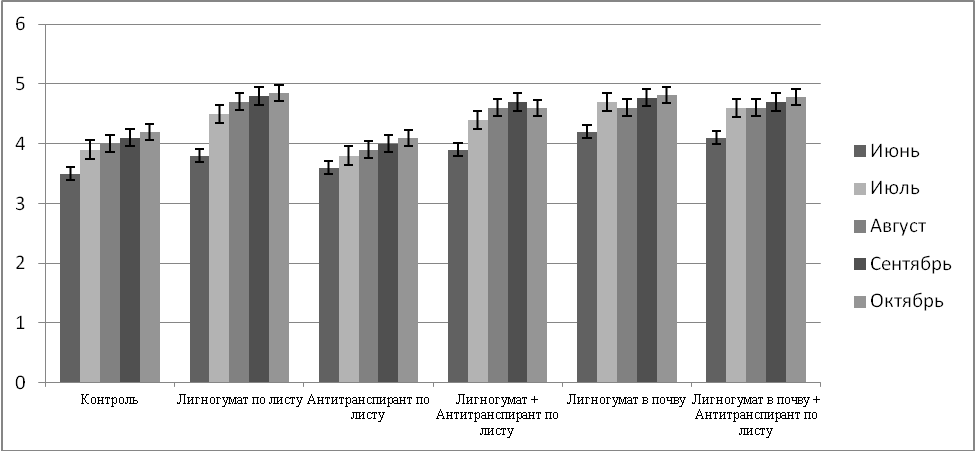 6
5
4
3
2
1
0
Контроль
Лигногумат по листу
Антитранспирант по
листу
Лигногумат +
Антитранспирант по
листу
Лигногумат в почву
Лигногумат в почву +
Антитранспирант по
листу
Июнь
Июль
Август
Сентябрь
Октябрь